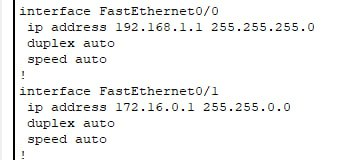 interface FastEthernet0/0
 ip address 192.168.1.1 255.255.255.0
 duplex auto
 speed auto
!
interface FastEthernet0/1
 ip address 172.16.0.1 255.255.0.0
 duplex auto
 speed auto
!